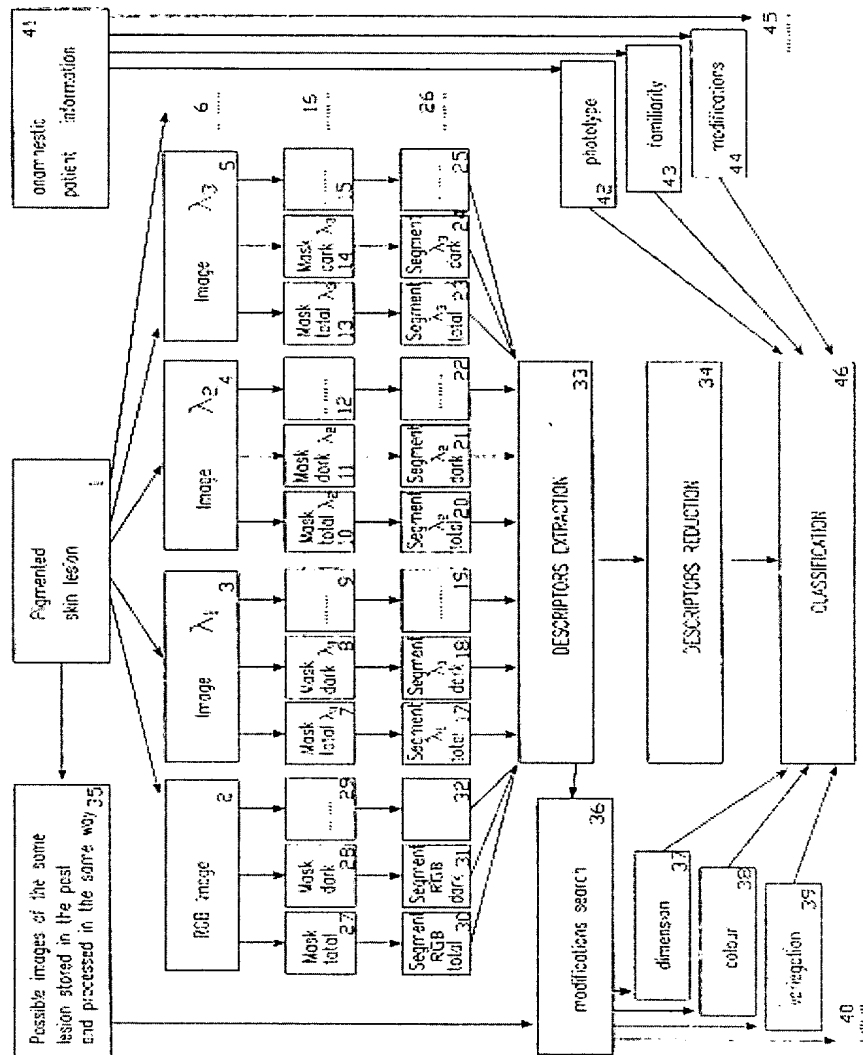 Possible images of the same
lesion stored in the past
and processed in the same way 35
Pigmented
skin lesion
1
41
anamnestic
patient information
RGB image
2
Image λ1
3
Image λ2
4
Image λ3
5
6
........
Mask
total
27
Mask
dark
28
........
29
Mask
total λ1
7
Mask
dark λ1
8
........
9
Mask
total λ2
10
Mask
dark λ2
11
........
12
Mask
total λ3
13
Mask
dark λ3
14
........
15
16
........
Segment
RGB
total 30
Segment
RGB
dark 31
32
Segment
λ1
total 17
Segment
λ1
dark 18
........
19
Segment
λ2
total 20
Segment
λ2
dark 21
........
22
Segment
λ3
total 23
Segment
λ3
dark 24
........
25
26
........
phototype
42
familiarity
43
modifications
44
45
........
modifications search
36
DESCRIPTORS EXTRACTION
33
dimension
37
colour
38
variegation
39
40
........
DESCRIPTORS REDUCTION
34
CLASSIFICATION
46